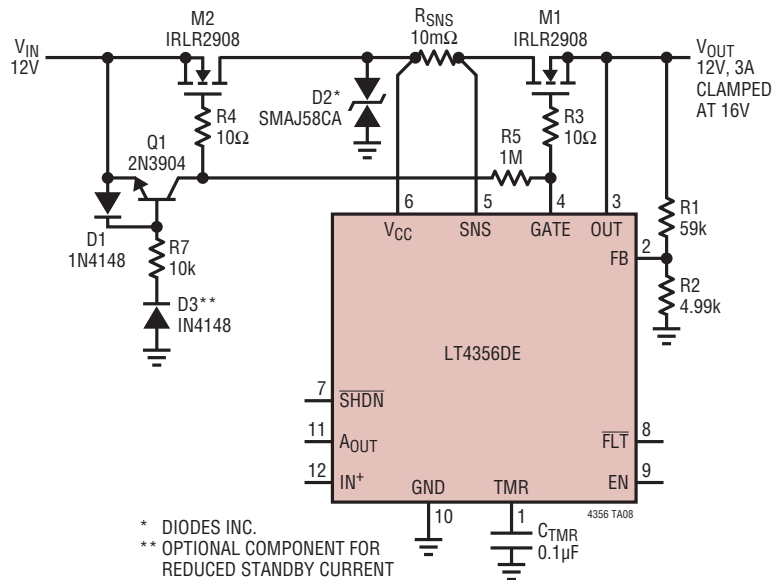 M2
IRLR2908
RSNS
10mΩ
M1
IRLR2908
VIN
12V
VOUT
12V, 3A
CLAMPED
AT 16V
D2*
SMAJ58CA
R4
10Ω
R3
10Ω
Q1
2N3904
R5
1M
D1
1N4148
R7
10k
D3**
IN4148
R1
59k
R2
4.99k
6
5
4
3
VCC
SNS
GATE
OUT
FB
2
LT4356DE
7
SHDN
11
AOUT
12
IN+
FLT
8
EN
9
GND
TMR
10
1
4356 TA08
CTMR
0.1µF
* DIODES INC.
** OPTIONAL COMPONENT FOR
REDUCED STANDBY CURRENT